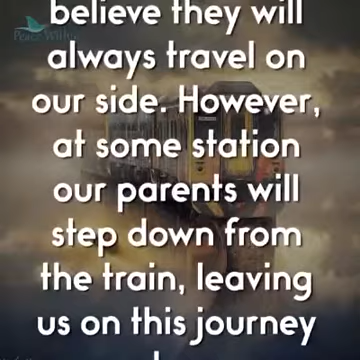 believe they will
always travel on
our side. However,
at some station
our parents will
step down from
the train, leaving
us on this journey